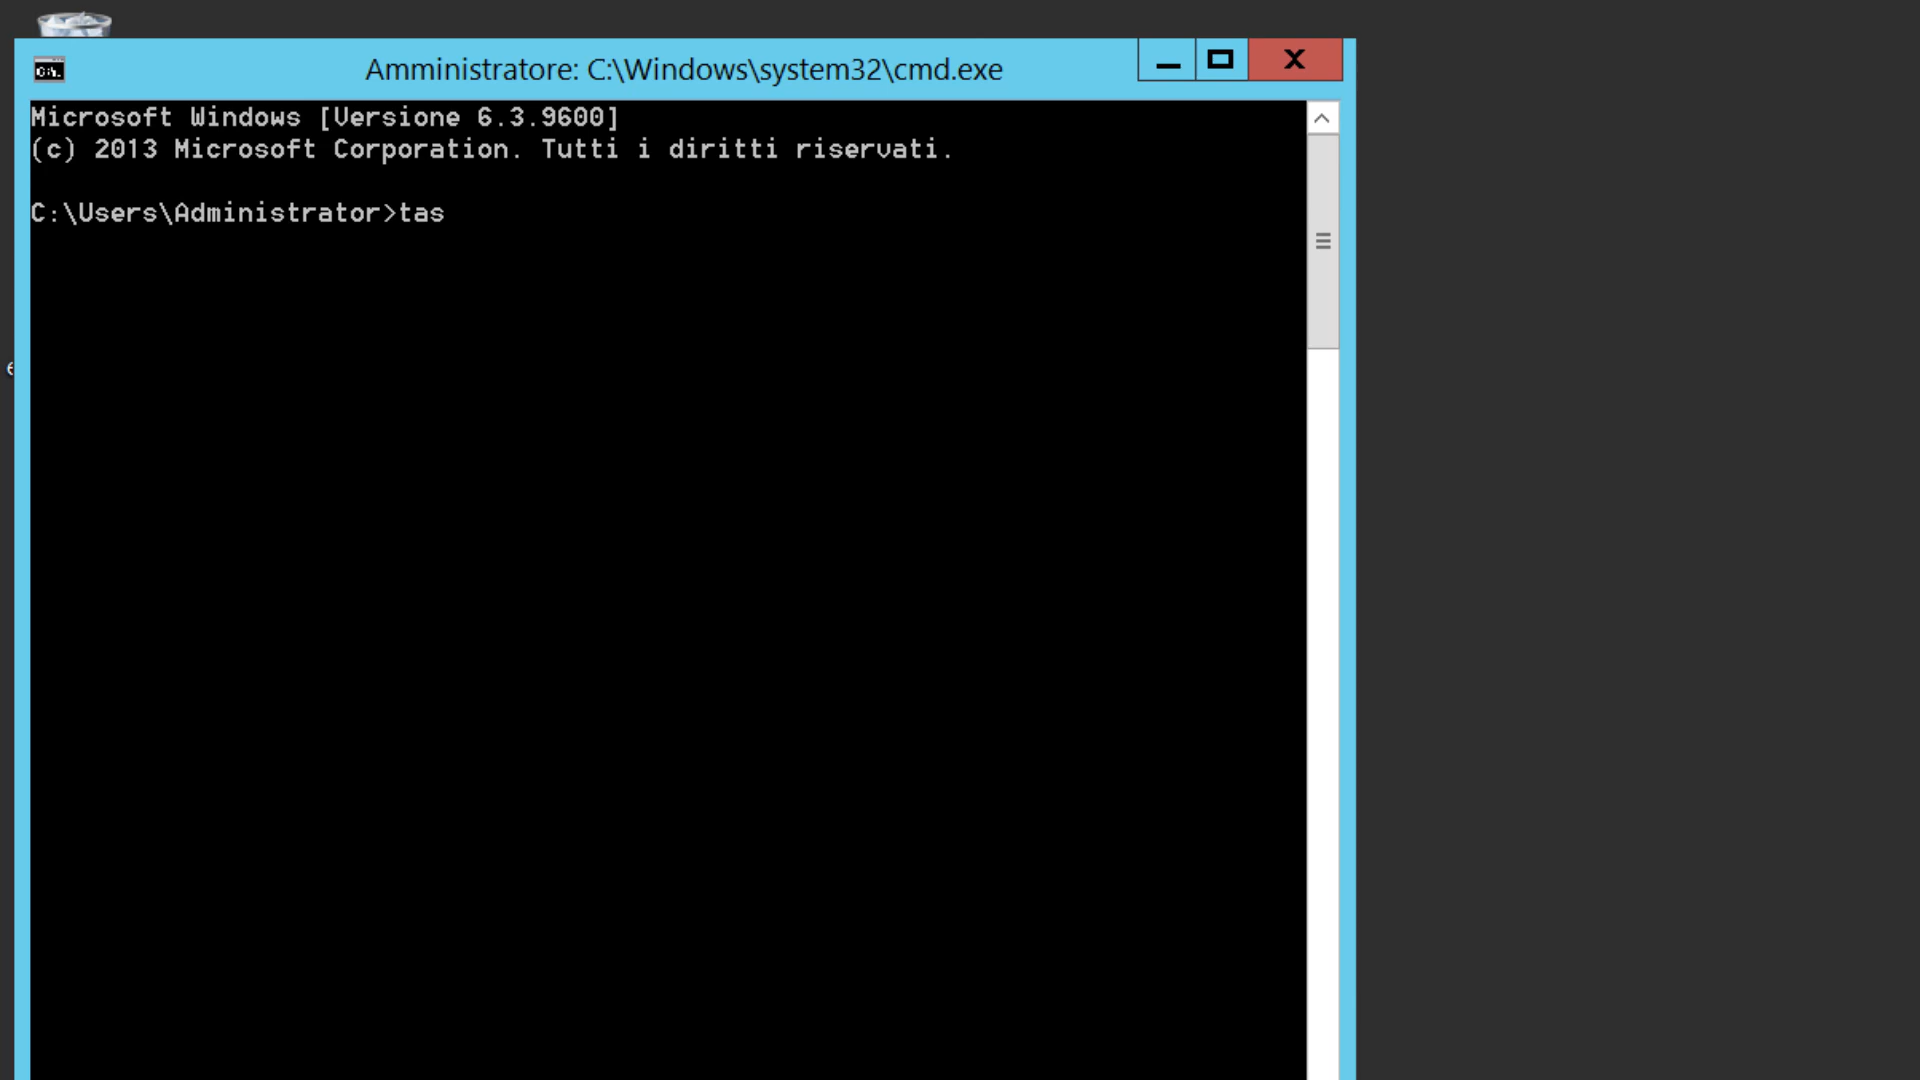 Amministratore: C:\Windows\system32\cmd.exe
Microsoft Windows [Versione 6.3.9600]
(c) 2013 Microsoft Corporation. Tutti i diritti riservati.
C:\Users\Administrator>tas